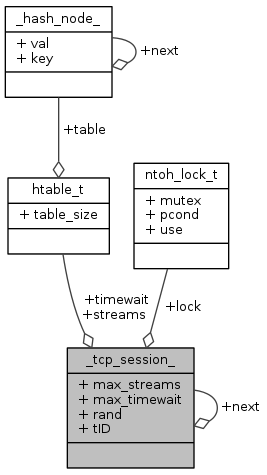 _hash_node_
+ val
+ key
+next
+table
htable_t
+ table_size
ntoh_lock_t
+ mutex
+ pcond
+ use
+timewait
+streams
+lock
_tcp_session_
+ max_streams
+ max_timewait
+ rand
+ tID
+next